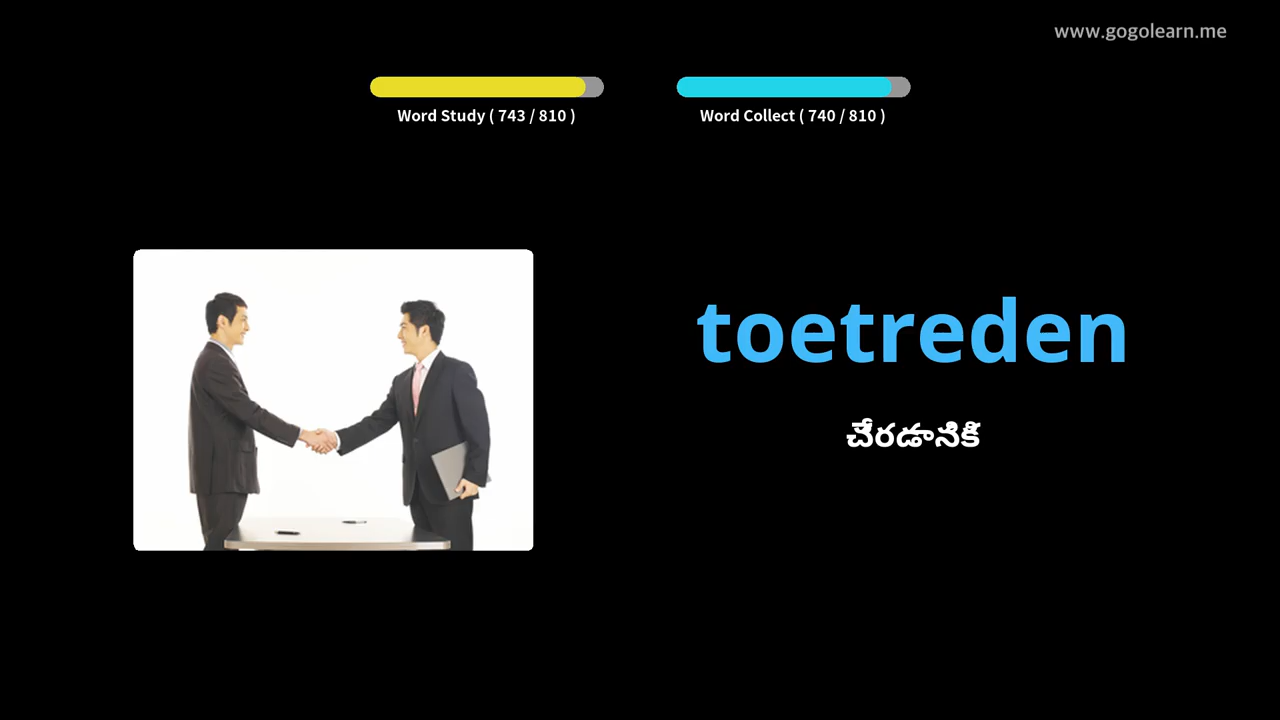 www.gogolearn.me
Word Study ( 743 / 810 )
Word Collect ( 740 / 810 )
toetreden
చేరడానికి